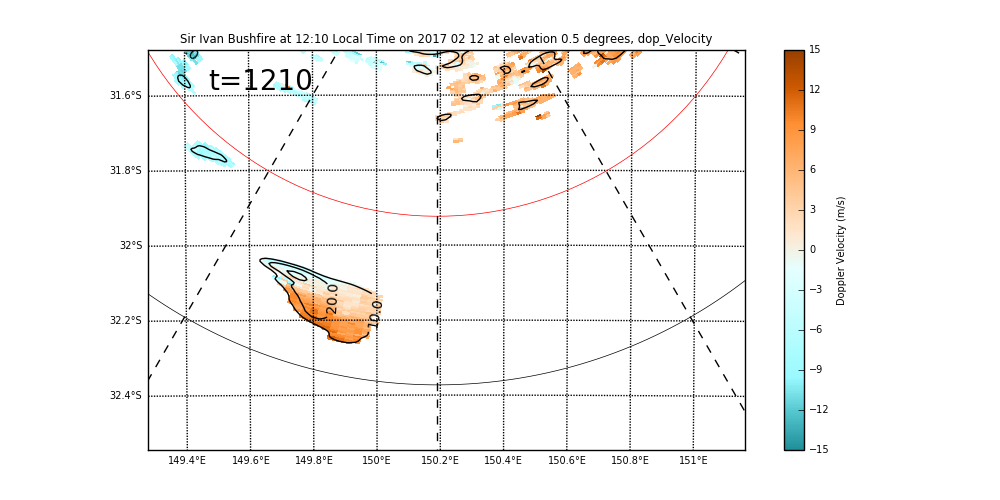 Sir Ivan Bushfire at 12:10 Local Time on 2017 02 12 at elevation 0.5 degrees, dop_Velocity
t=1210
31.6°S
31.8°S
32°S
32.2°S
32.4°S
20.0
10.0
149.4°E 149.6°E 149.8°E 150°E 150.2°E 150.4°E 150.6°E 150.8°E 151°E
15
12
9
6
3
0
−3
−6
−9
−12
−15
Doppler Velocity (m/s)